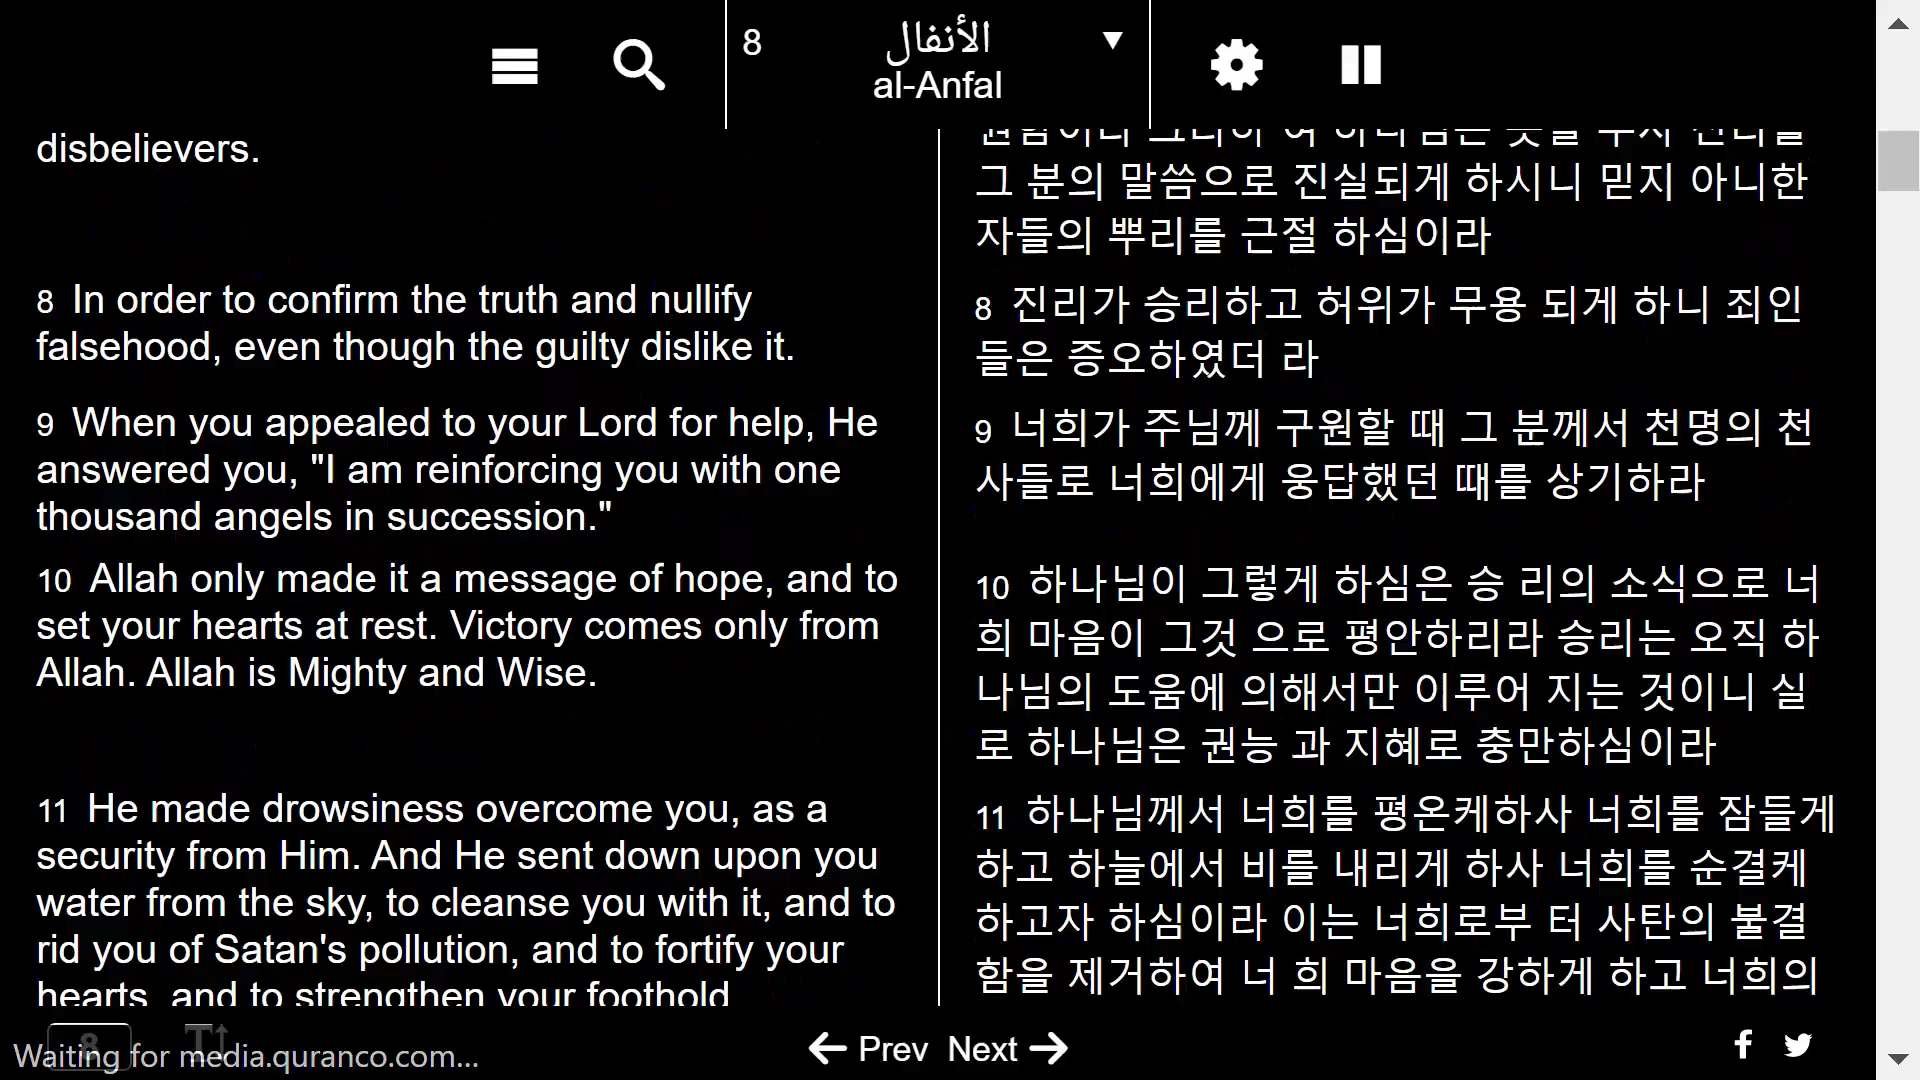 8
الأنفال
al-Anfal
disbelievers.
8 In order to confirm the truth and nullify
falsehood, even though the guilty dislike it.
9 When you appealed to your Lord for help, He
answered you, "I am reinforcing you with one
thousand angels in succession."
10 Allah only made it a message of hope, and to
set your hearts at rest. Victory comes only from
Allah. Allah is Mighty and Wise.
11 He made drowsiness overcome you, as a
security from Him. And He sent down upon you
water from the sky, to cleanse you with it, and to
rid you of Satan's pollution, and to fortify your
hearts, and to strengthen your foothold
그 분의 말씀으로 진실되게 하시니 믿지 아니한
자들의 뿌리를 근절 하심이라
8 진리가 승리하고 허위가 무용 되게 하니 죄인
들은 증오하였더 라
9 너희가 주님께 구원할 때 그 분께서 천명의 천
사들로 너희에게 웅답했던 때를 상기하라
10 하나님이 그렇게 하심은 승 리의 소식으로 너
희 마음이 그것 으로 평안하리라 승리는 오직 하
나님의 도움에 의해서만 이루어 지는 것이니 실
로 하나님은 권능 과 지혜로 충만하심이라
11 하나님께서 너희를 평온케하사 너희를 잠들게
하고 하늘에서 비를 내리게 하사 너희를 순결케
하고자 하심이라 이는 너희로부 터 사탄의 불결
함을 제거하여 너 희 마음을 강하게 하고 너희의
8
Waiting for media.quranco.com...
Prev Next